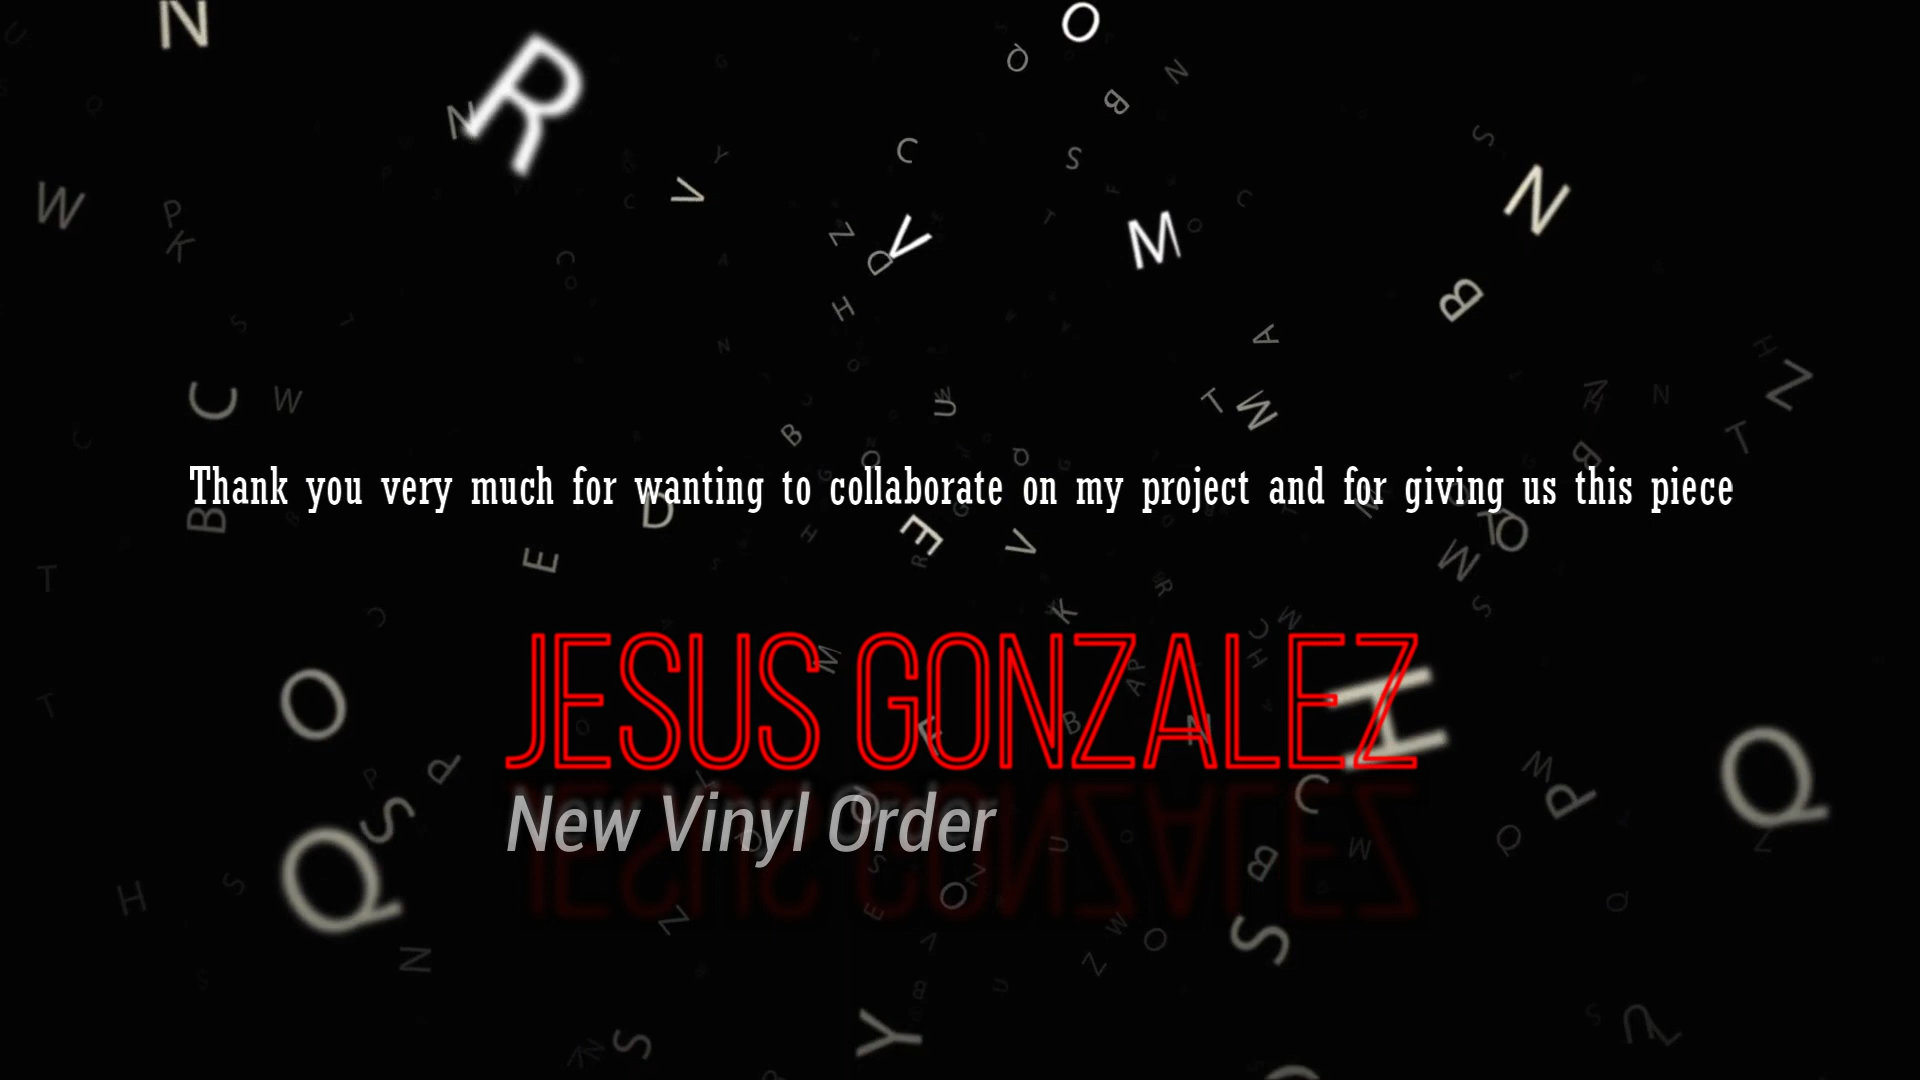 Thank you very much for wanting to collaborate on my project and for giving us this piece
JESUS GONZALEZ
New Vinyl Order